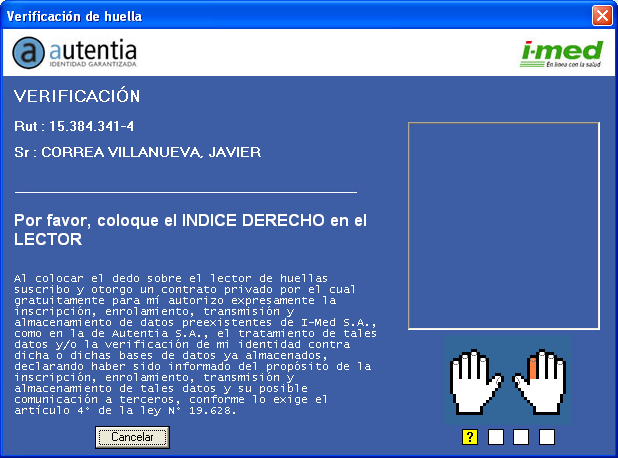 Verificación de huella
a autentia
IDENTIDAD GARANTIZADA
i-med
En línea con la salud
VERIFICACIÓN
Rut : 15.384.341-4
Sr : CORREA VILLANUEVA, JAVIER
Por favor, coloque el INDICE DERECHO en el
LECTOR
Al colocar el dedo sobre el lector de huellas
suscribo y otorgo un contrato privado por el cual
gratuitamente para mí autorizo expresamente la
inscripción, enrolamiento, transmisión y
almacenamiento de datos preexistentes de I-Med S.A.,
como en la de Autentia S.A., el tratamiento de tales
datos y/o la verificación de mi identidad contra
dicha o dichas bases de datos ya almacenados,
declarando haber sido informado del propósito de la
inscripción, enrolamiento, transmisión y
almacenamiento de tales datos y su posible
comunicación a terceros, conforme lo exige el
artículo 4° de la ley N° 19.628.
?
Cancelar